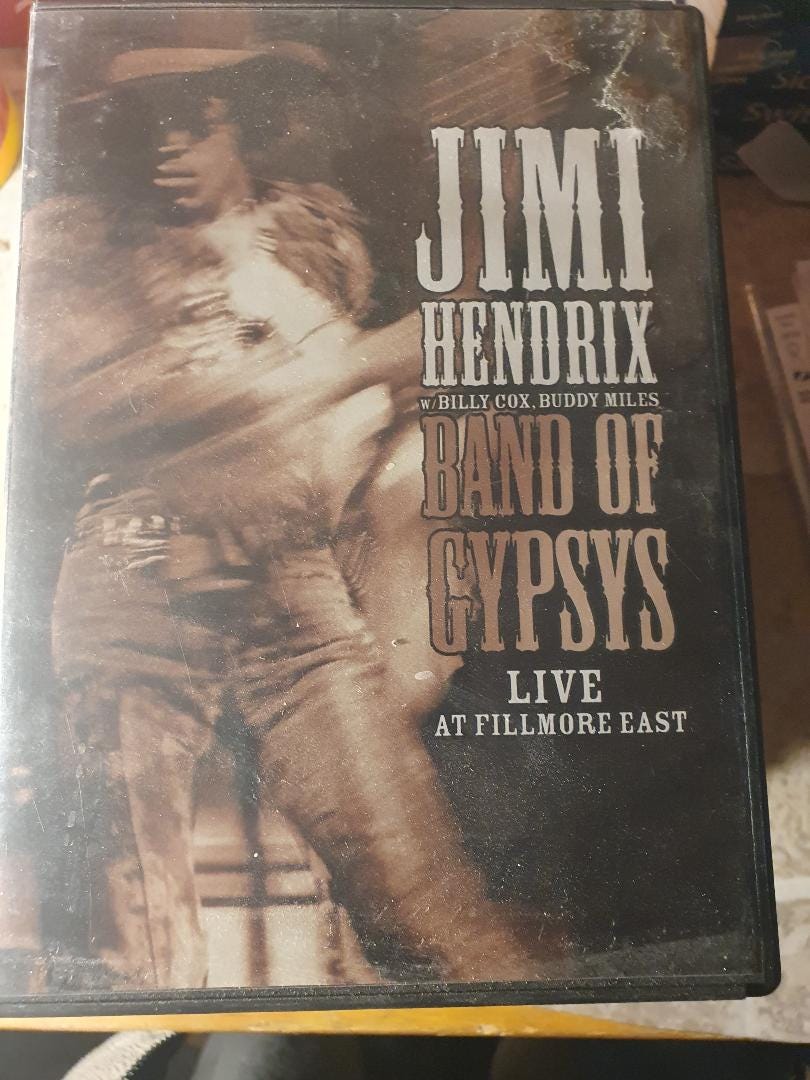 JIMI
HENDRIX
W/BILLY COX, BUDDY MILES
BAND OF
GYPSYS
LIVE
AT FILLMORE EAST